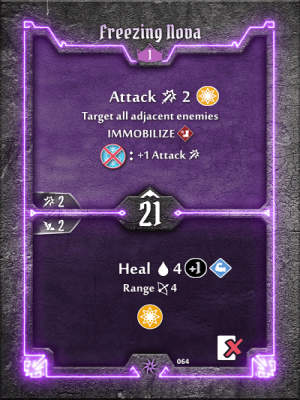 Freezing Nova
1
Attack 2
Target all adjacent enemies
IMMOBILIZE
: +1 Attack
2
21
2
Heal 4 +1
Range 4
064